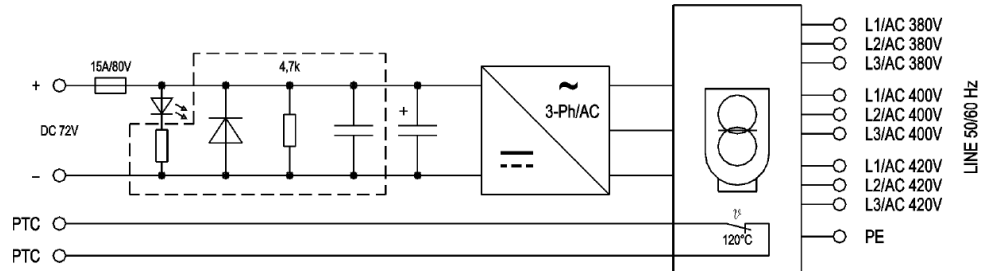 L1/AC 380V
L2/AC 380V
L3/AC 380V
15A/80V
4,7k
+
+
DC 72V
~
3-Ph/AC
L1/AC 400V
L2/AC 400V
L3/AC 400V
LINE 50/60 Hz
–
L1/AC 420V
L2/AC 420V
L3/AC 420V
PTC
ϑ
120°C
PE
PTC